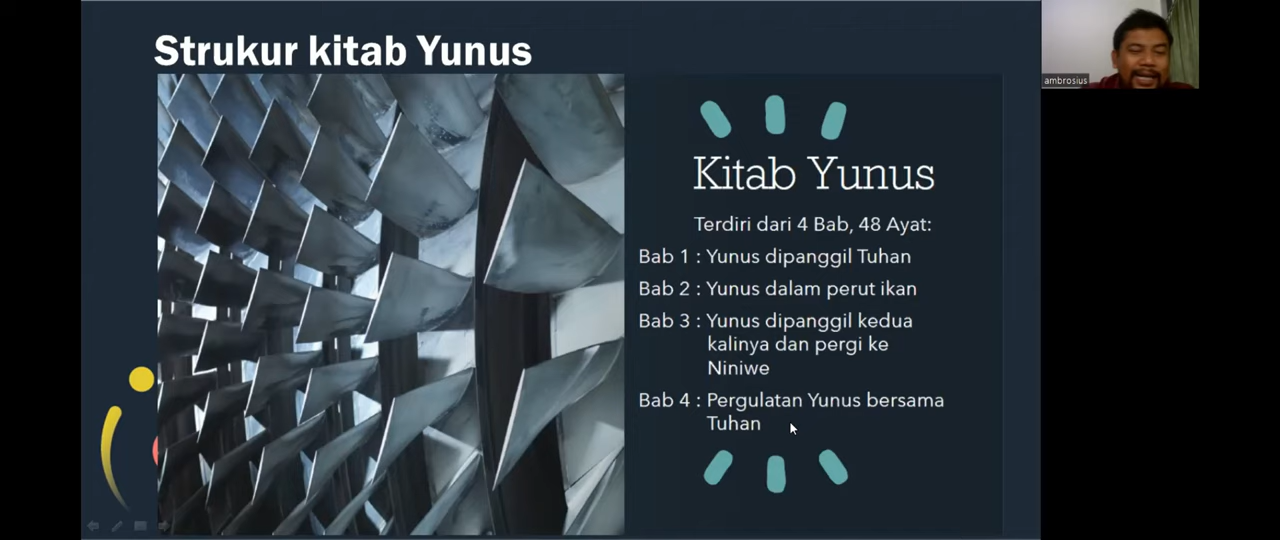 Strukur kitab Yunus
ambrosius
Kitab Yunus
Terdiri dari 4 Bab, 48 Ayat:
Bab 1 : Yunus dipanggil Tuhan
Bab 2 : Yunus dalam perut ikan
Bab 3 : Yunus dipanggil kedua
kalinya dan pergi ke
Niniwe
Bab 4 : Pergulatan Yunus bersama
Tuhan